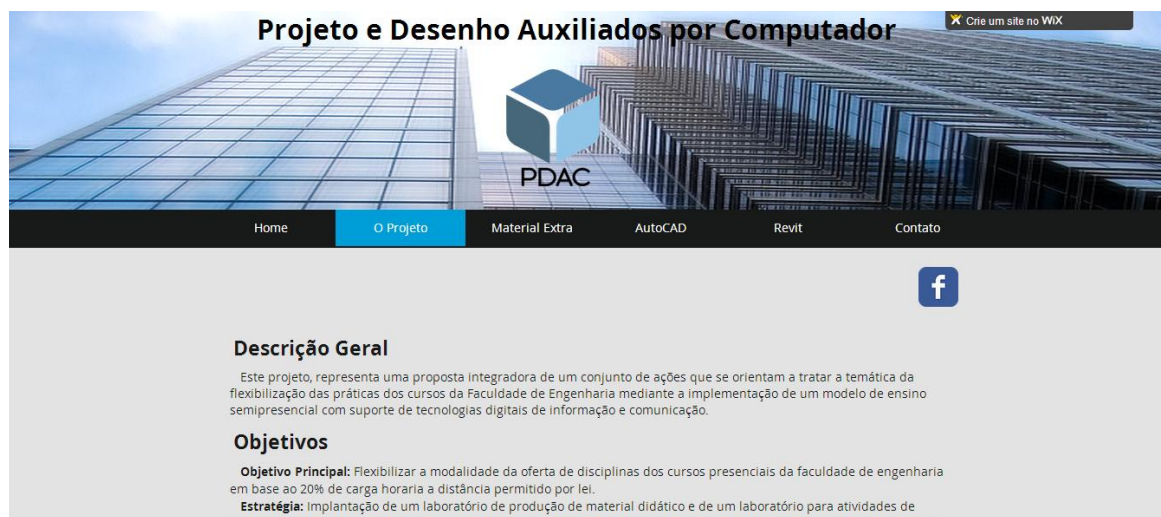 Projeto e Desenho Auxiliados por Computador
Crie um site no WiX
PDAC
Home O Projeto Material Extra AutoCAD Revit Contato
f
Descrição Geral
Este projeto, representa uma proposta integradora de um conjunto de ações que se orientam a tratar a temática da
flexibilização das práticas dos cursos da Faculdade de Engenharia mediante a implementação de um modelo de ensino
semipresencial com suporte de tecnologias digitais de informação e comunicação.
Objetivos
Objetivo Principal: Flexibilizar a modalidade da oferta de disciplinas dos cursos presenciais da faculdade de engenharia
em base ao 20% de carga horaria a distância permitido por lei.
Estratégia: Implantação de um laboratório de produção de material didático e de um laboratório para atividades de